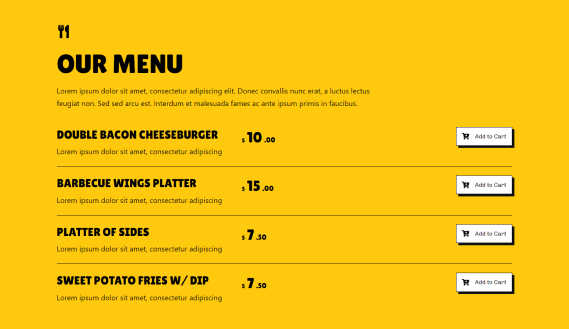 OUR MENU
Lorem ipsum dolor sit amet, consectetur adipiscing elit. Donec convallis nunc erat, a luctus lectus
feugiat non. Sed sed arcu est. Interdum et malesuada fames ac ante ipsum primis in faucibus.
DOUBLE BACON CHEESEBURGER $ 10 .00 Add to Cart
Lorem ipsum dolor sit amet, consectetur adipiscing
BARBECUE WINGS PLATTER $ 15 .00 Add to Cart
Lorem ipsum dolor sit amet, consectetur adipiscing
PLATTER OF SIDES $ 7 .50 Add to Cart
Lorem ipsum dolor sit amet, consectetur adipiscing
SWEET POTATO FRIES W/ DIP $ 7 .50 Add to Cart
Lorem ipsum dolor sit amet, consectetur adipiscing